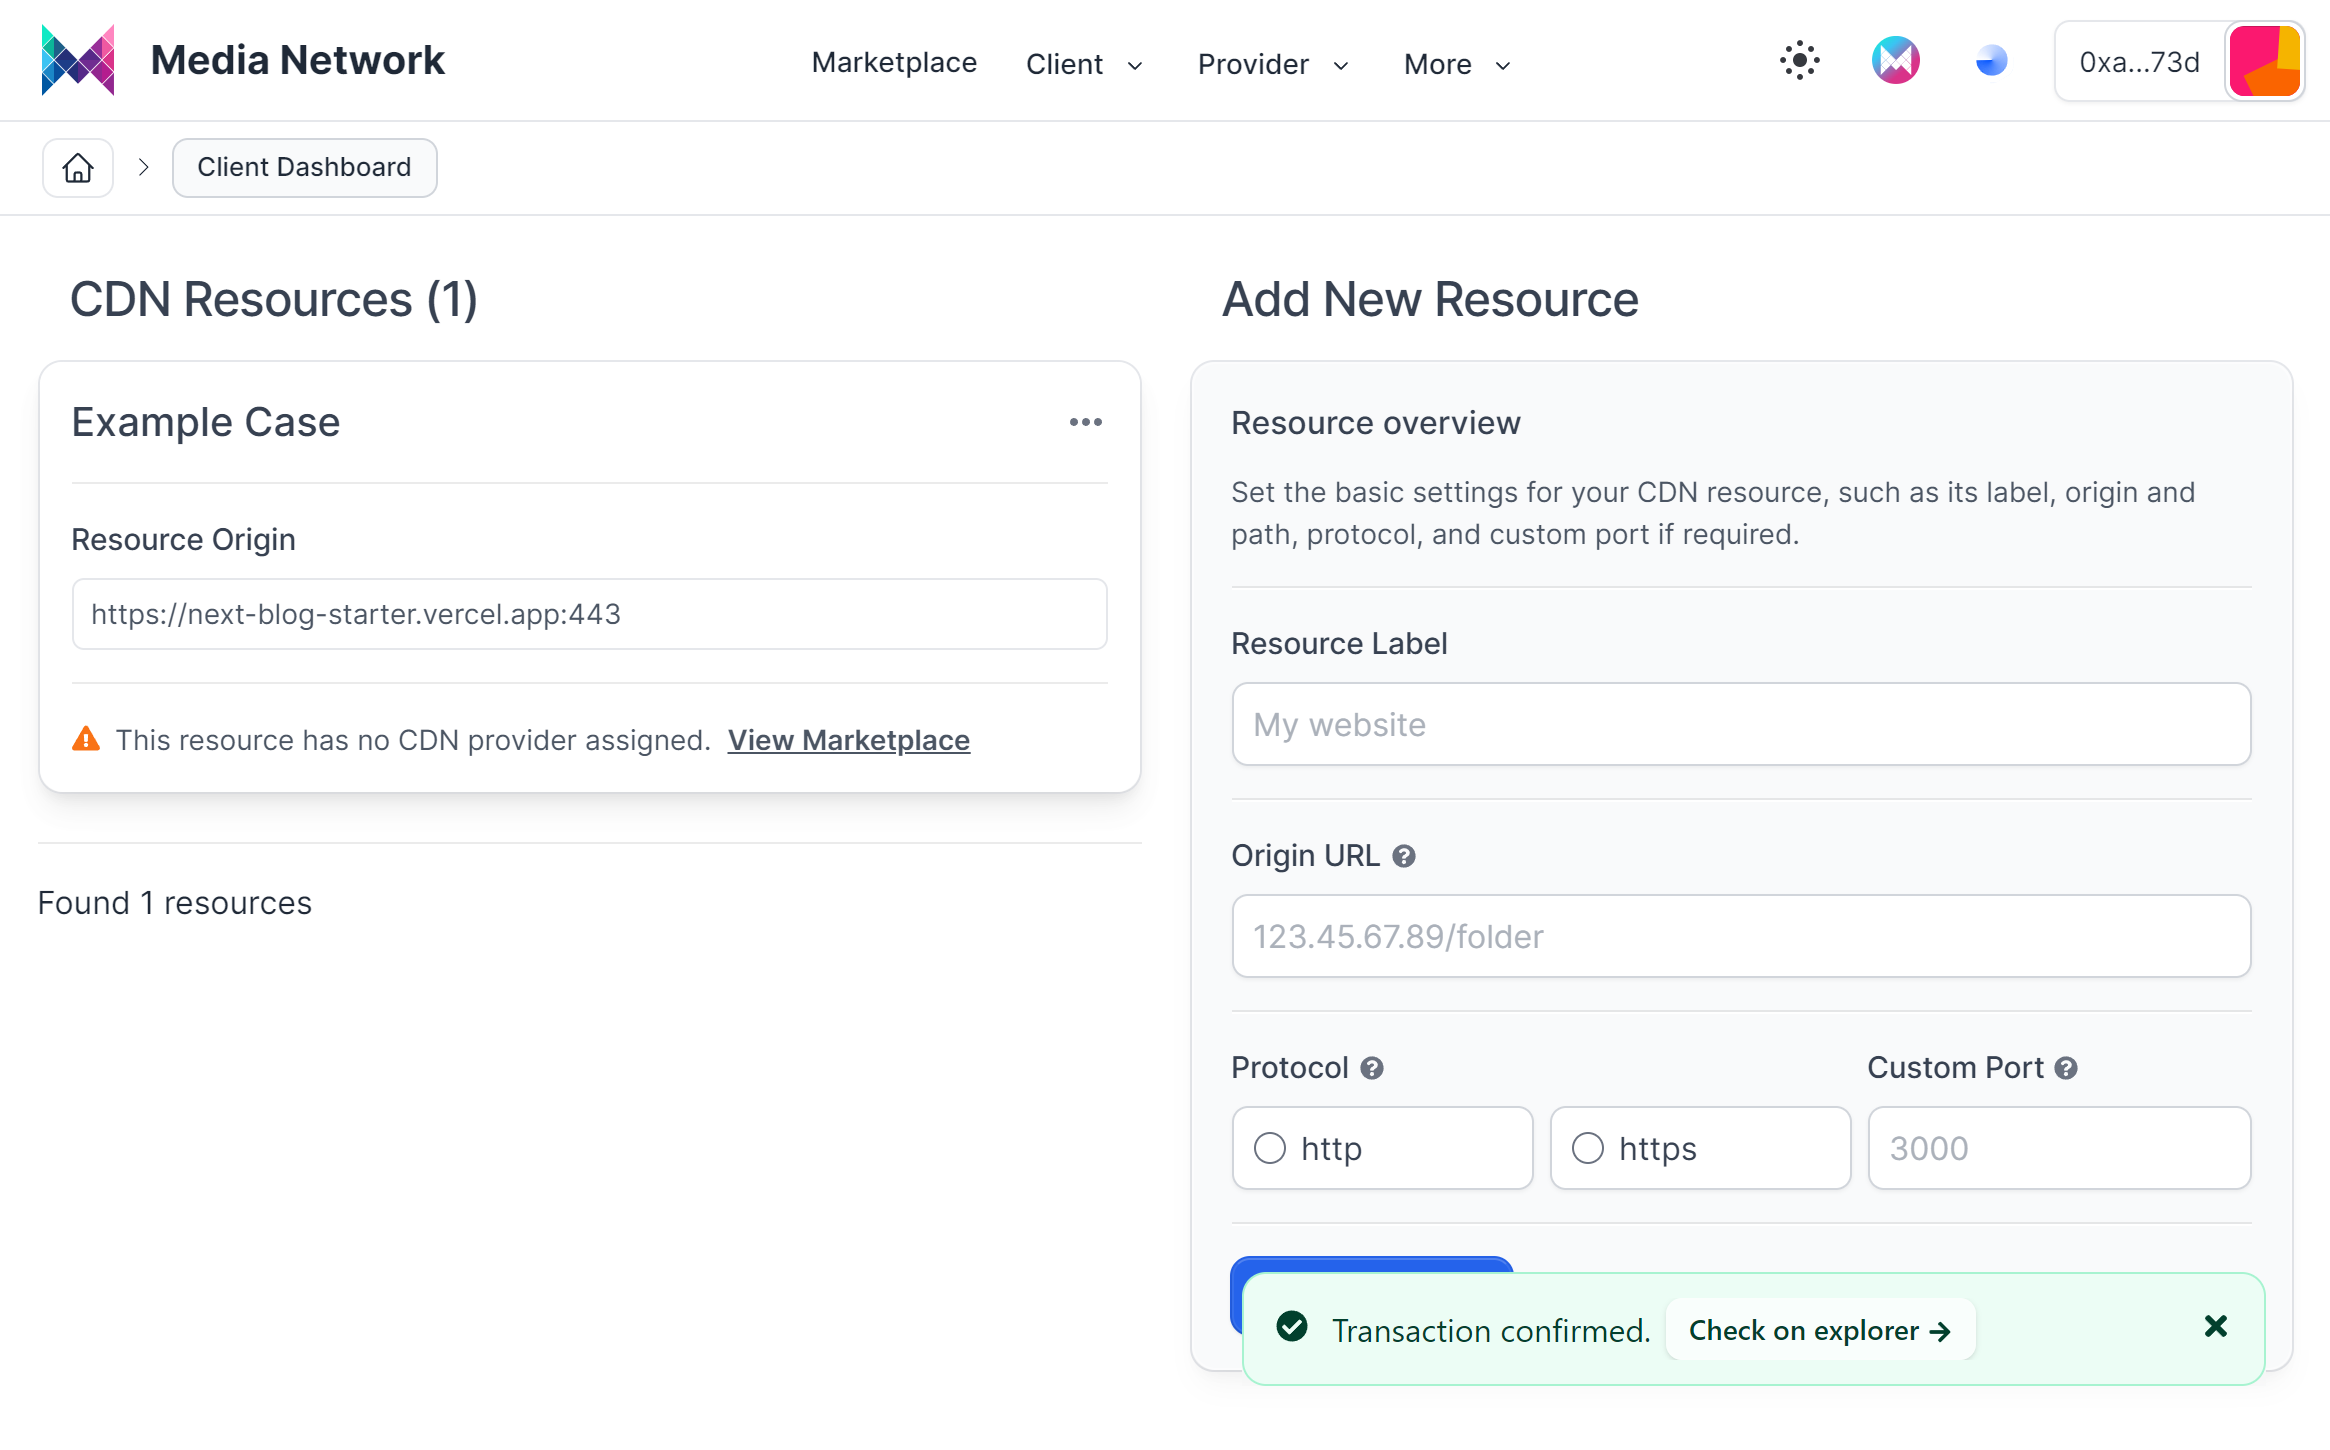 Media Network
Marketplace
Client
Provider
More
0xa...73d
Client Dashboard
CDN Resources (1)
Example Case
Resource Origin
https://next-blog-starter.vercel.app:443
This resource has no CDN provider assigned. View Marketplace
Found 1 resources
Add New Resource
Resource overview
Set the basic settings for your CDN resource, such as its label, origin and
path, protocol, and custom port if required.
Resource Label
My website
Origin URL
123.45.67.89/folder
Protocol
Custom Port
http
https
3000
Transaction confirmed. Check on explorer →